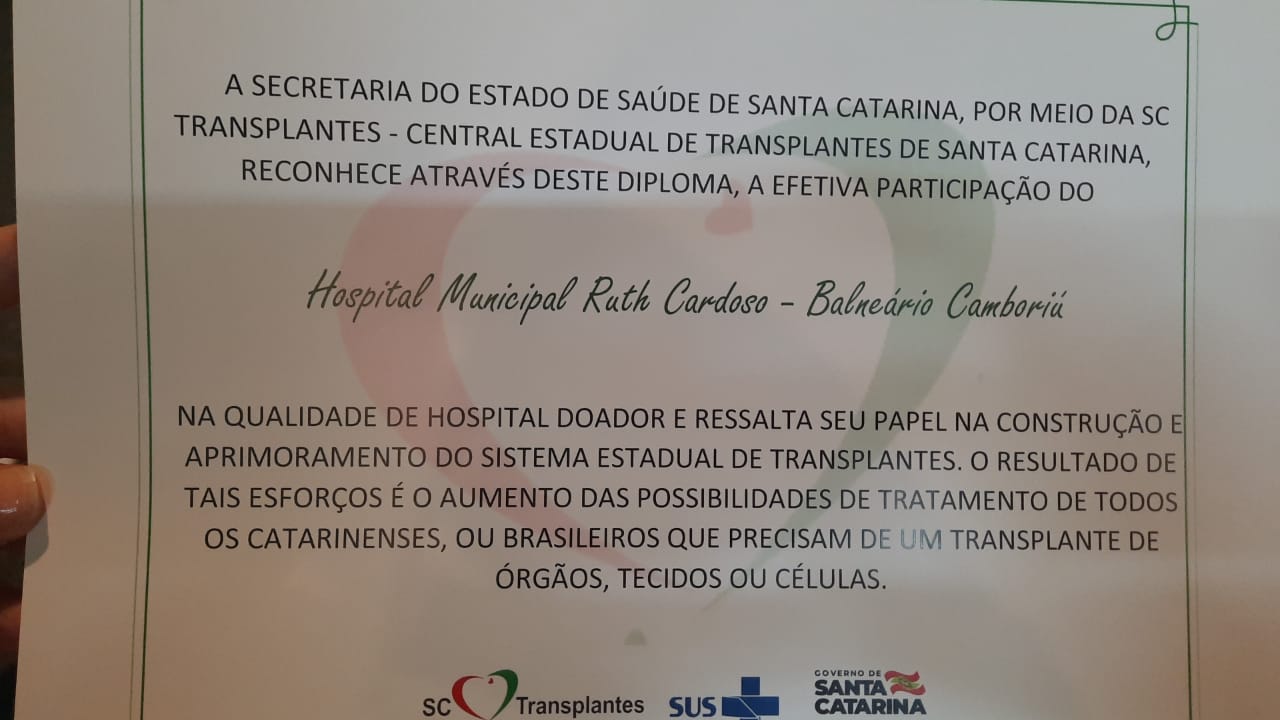 A SECRETARIA DO ESTADO DE SAÚDE DE SANTA CATARINA, POR MEIO DA SC
TRANSPLANTES - CENTRAL ESTADUAL DE TRANSPLANTES DE SANTA CATARINA,
RECONHECE ATRAVÉS DESTE DIPLOMA, A EFETIVA PARTICIPAÇÃO DO
Hospital Municipal Ruth Cardoso - Balneário Camboriú
NA QUALIDADE DE HOSPITAL DOADOR E RESSALTA SEU PAPEL NA CONSTRUÇÃO E
APRIMORAMENTO DO SISTEMA ESTADUAL DE TRANSPLANTES. O RESULTADO DE
TAIS ESFORÇOS É O AUMENTO DAS POSSIBILIDADES DE TRATAMENTO DE TODOS
OS CATARINENSES, OU BRASILEIROS QUE PRECISAM DE UM TRANSPLANTE DE
ÓRGÃOS, TECIDOS OU CÉLULAS.
SC Transplantes
SUS
GOVERNO DE
SANTA
CATARINA